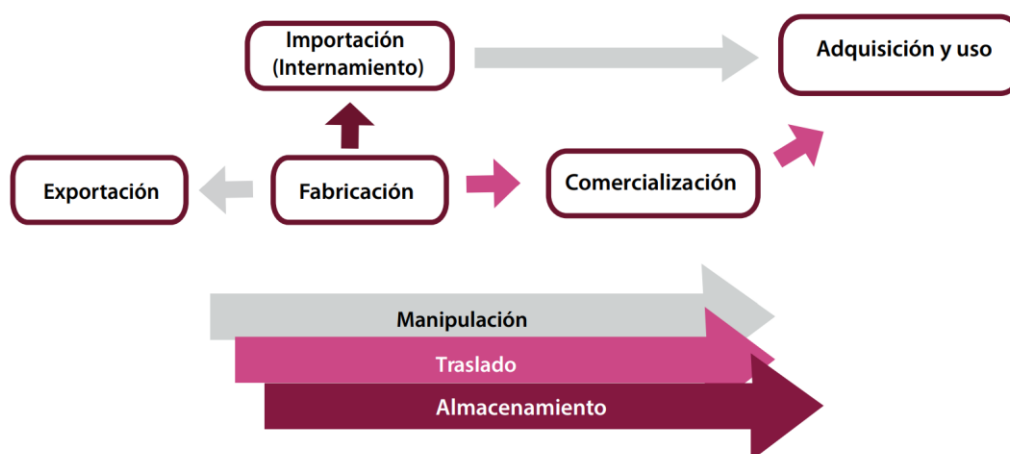 Importación
(Internamiento)
Adquisición y uso
Exportación
Fabricación
Comercialización
Manipulación
Traslado
Almacenamiento